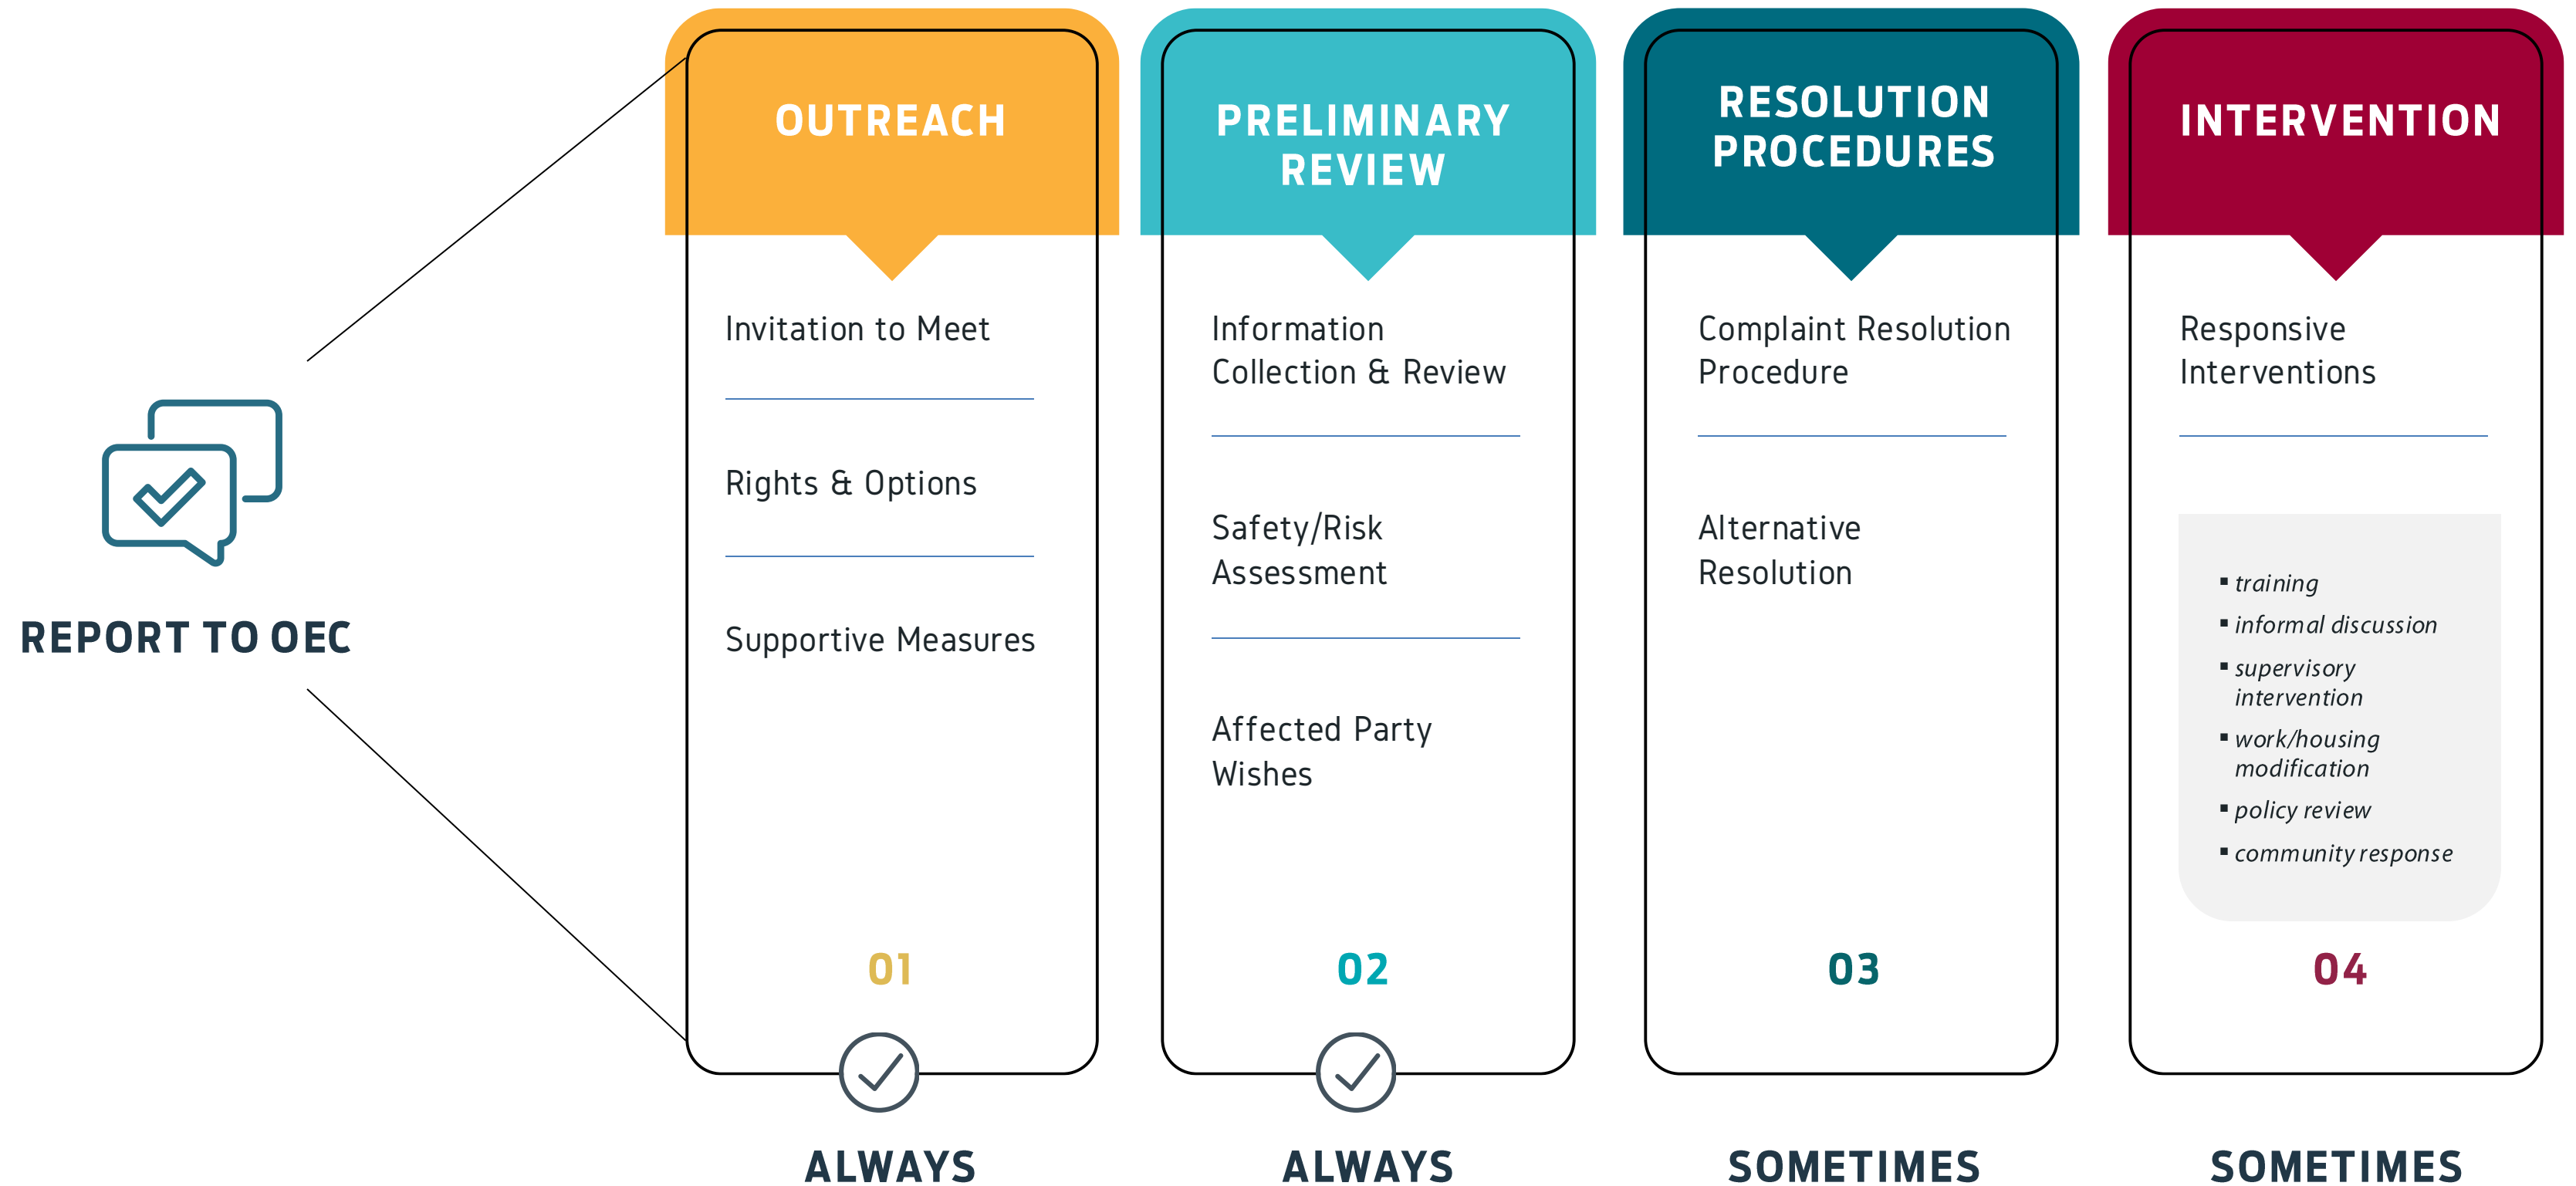 REPORT TO OEC
OUTREACH
Invitation to Meet
Rights & Options
Supportive Measures
01
ALWAYS
PRELIMINARY
REVIEW
Information
Collection & Review
Safety/Risk
Assessment
Affected Party
Wishes
02
ALWAYS
RESOLUTION
PROCEDURES
Complaint Resolution
Procedure
Alternative
Resolution
03
SOMETIMES
INTERVENTION
Responsive
Interventions
▪ training
▪ informal discussion
▪ supervisory
intervention
▪ work/housing
modification
▪ policy review
▪ community response
04
SOMETIMES